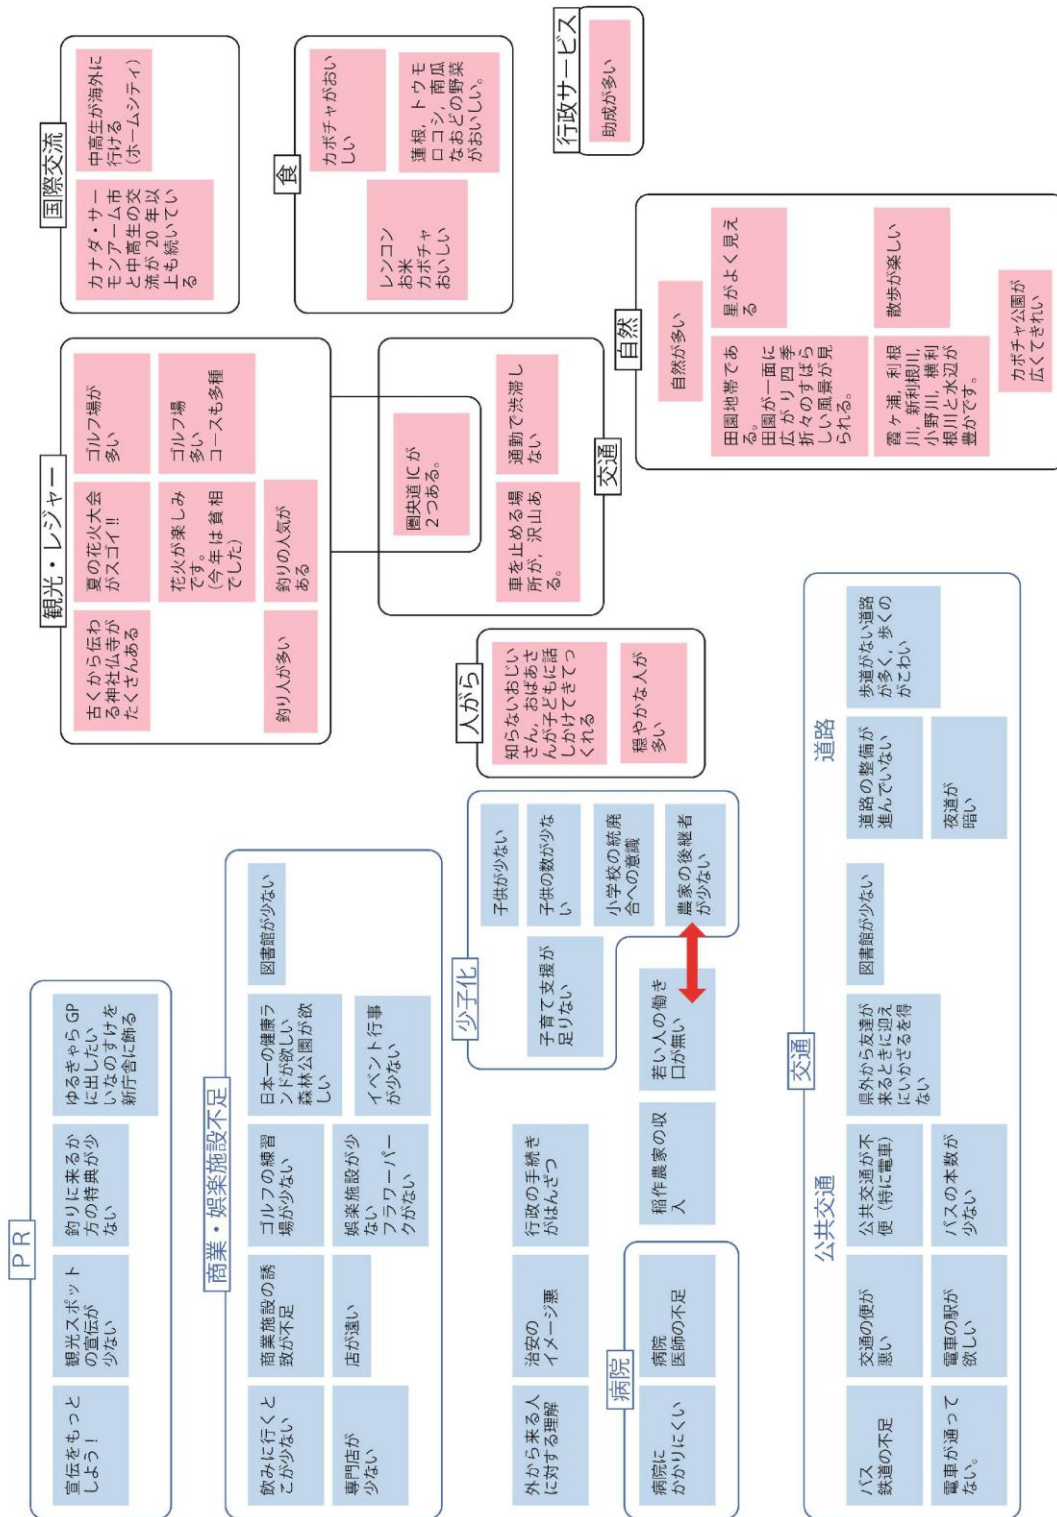 ＰＲ
宣伝をもっと
しよう！
観光スポット
の宣伝が
少ない
釣りに来るか
方の特典が少
ない
ゆるきゃら GP
に出したい
いなのすけを
新庁舎に飾る
商業・娯楽施設不足
飲みに行くと
こが少ない
商業施設の誘
致が不足
ゴルフの練習
場が少ない
日本一の健康ラ
ンドが欲しい
森林公園が欲
しい
図書館が少ない
専門店が
少ない
店が遠い
娯楽施設が少
ない
フラワーパー
クがない
イベント行事
が少ない
外から来る人
に対する理解
治安の
イメージ悪
行政の手続き
がはんざつ
少子化
子育て支援が
足りない
子供が少ない
子供の数が少な
い
小学校の統廃
合への意識
農家の後継者
が少ない
稲作農家の収
入
若い人の働き
口が無い
病院
病院に
かかりにくい
病院
医師の不足
交通
公共交通
バス
鉄道の不足
交通の便が
悪い
公共交通が不
便（特に電車）
県外から友達が
来るときに迎え
にいかざるを得
ない
図書館が少ない
電車が通って
ない。
電車の駅が
欲しい
バスの本数が
少ない
道路
道路の整備が
進んでいない
歩道がない道路
が多く，歩くの
がこわい
夜道が
暗い
観光・レジャー
古くから伝わ
る神社仏寺が
たくさんある
夏の花火大会
がスゴイ!!
ゴルフ場が
多い
花火が楽しみ
です。
（今年は貧相
でした）
ゴルフ場
多い
コースも多種
釣り人が多い
釣りの人気が
ある
国際交流
カナダ・サー
モンアーム市
と中高生の交
流が 20 年以
上も続いてい
る
中高生が海外に
行ける
（ホームシティ）
食
レンコン
お米
カボチャ
おいしい
カボチャがおい
しい
蓮根，トウモ
ロコシ，南瓜
なおどの野菜
がおいしい。
圏央道 IC が
２つある。
車を止める場
所が，沢山あ
る。
通勤で渋滞し
ない
交通
人がら
知らないおじい
さん，おばあさ
んが子どもに話
しかけてきてっ
くれる
穏やかな人が
多い
行政サービス
助成が多い
自然
自然が多い
田園地帯であ
る。
田園が一面に
広がり四季
折々のすばら
しい風景が見
られる。
星がよく見え
る
霞ヶ浦，利根
川，新利根川，
小野川，横利
根川と水辺が
豊かです。
散歩が楽しい
カボチャ公園が
広くてきれい